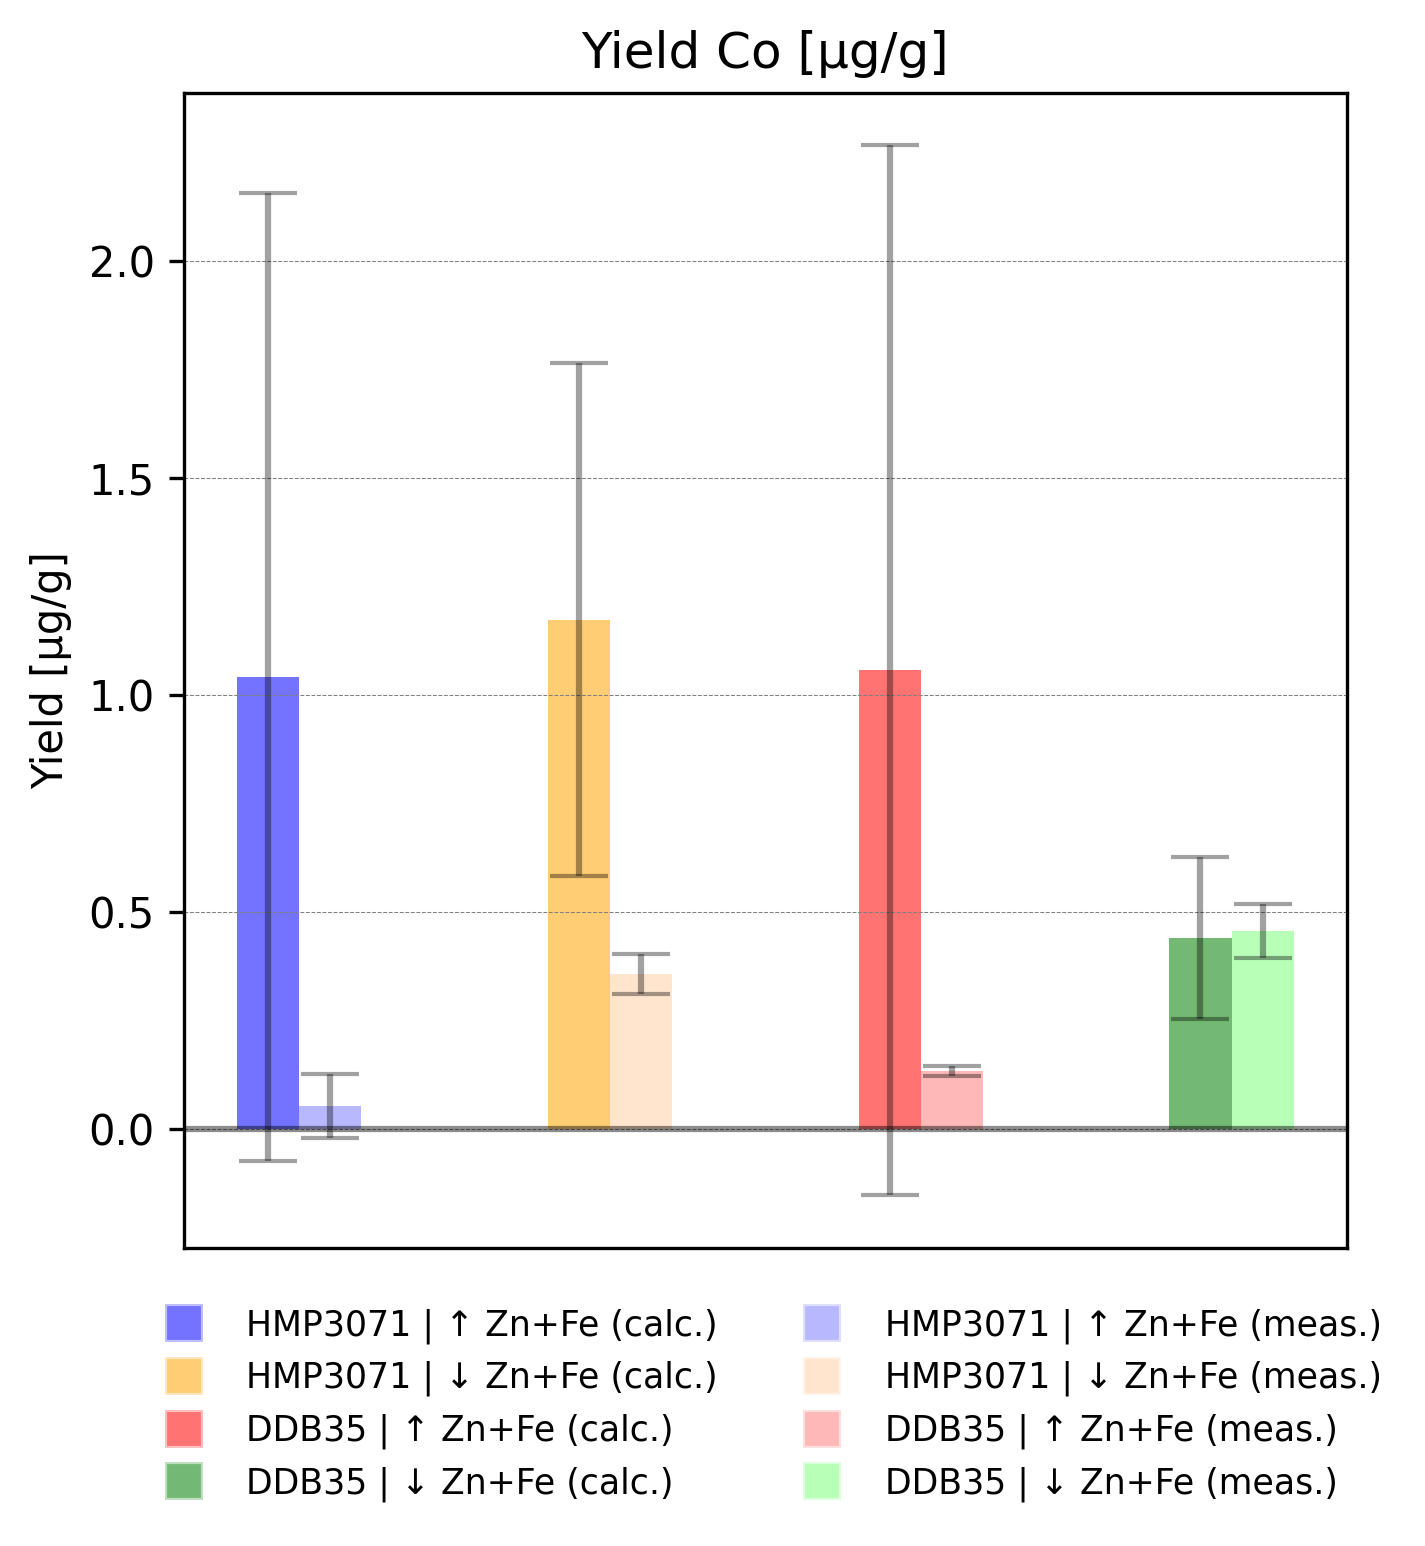 Yield Co [µg/g]
Yield [µg/g]
2.0
1.5
1.0
0.5
0.0
HMP3071 | ↑ Zn+Fe (calc.)
HMP3071 | ↓ Zn+Fe (calc.)
DDB35 | ↑ Zn+Fe (calc.)
DDB35 | ↓ Zn+Fe (calc.)
HMP3071 | ↑ Zn+Fe (meas.)
HMP3071 | ↓ Zn+Fe (meas.)
DDB35 | ↑ Zn+Fe (meas.)
DDB35 | ↓ Zn+Fe (meas.)